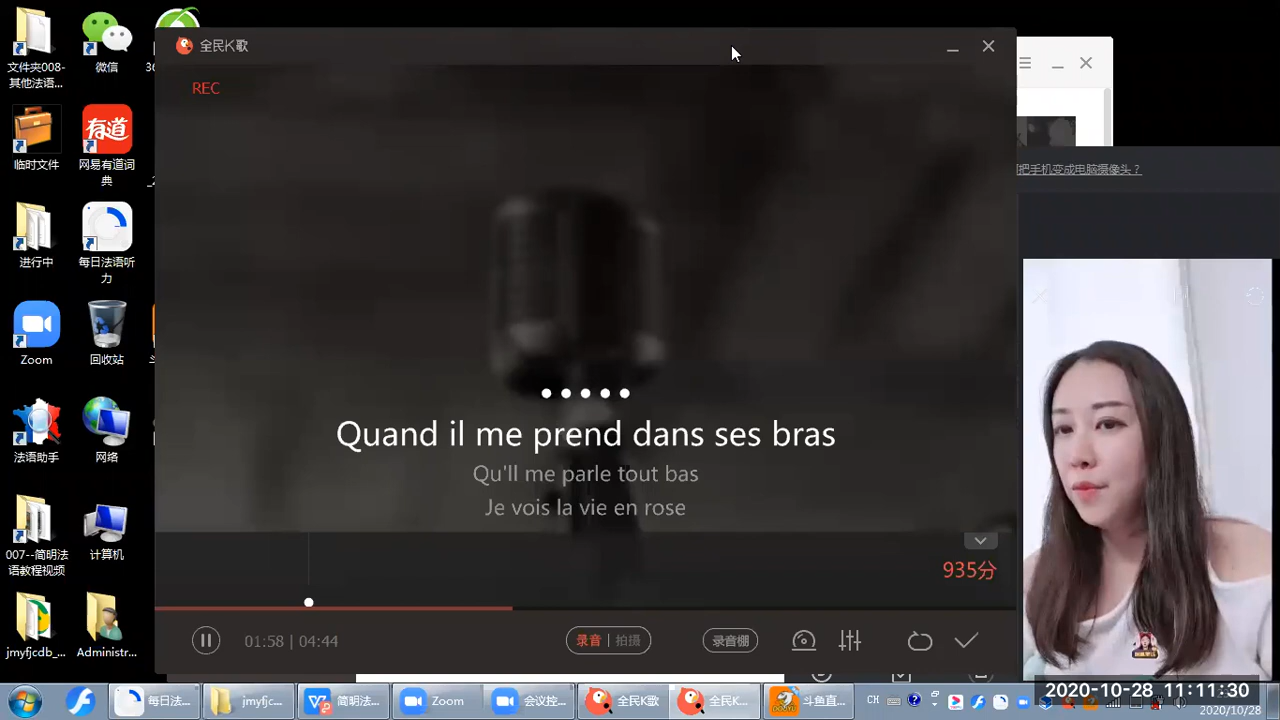 文件夹008-
其他法语...
微信
36
临时文件
有道
网易有道词
典
_2
进行中
每日法语听
力
Zoom
回收站
法语助手
网络
007--简明法
语教程视频
计算机
jmyfjcdb_...
Administr...
全民K歌
REC
把手机变成电脑摄像头？
Quand il me prend dans ses bras
Qu'll me parle tout bas
Je vois la vie en rose
935分
01:58 | 04:44
录音 | 拍摄
录音棚
每日法...
jmyfjc...
简明法...
Zoom
会议控...
全民K歌
全民K...
斗鱼直...
CH
2020-10-28 11:11:30
2020/10/28